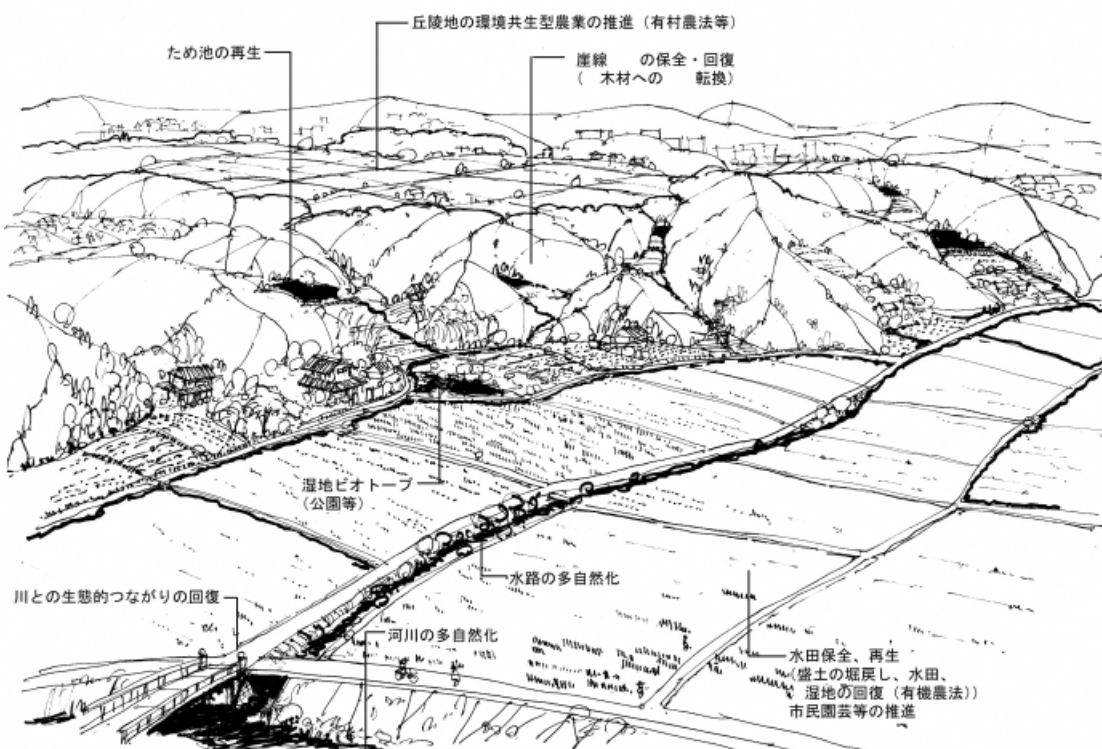 丘陵地の環境共生型農業の推進（有村農法等）
ため池の再生
崖線　　の保全・回復
（　木材への　　転換）
湿地ビオトープ
（公園等）
水路の多自然化
川との生態的つながりの回復
河川の多自然化
水田保全、再生
（盛土の堀戻し、水田、
湿地の回復（有機農法））
市民園芸等の推進